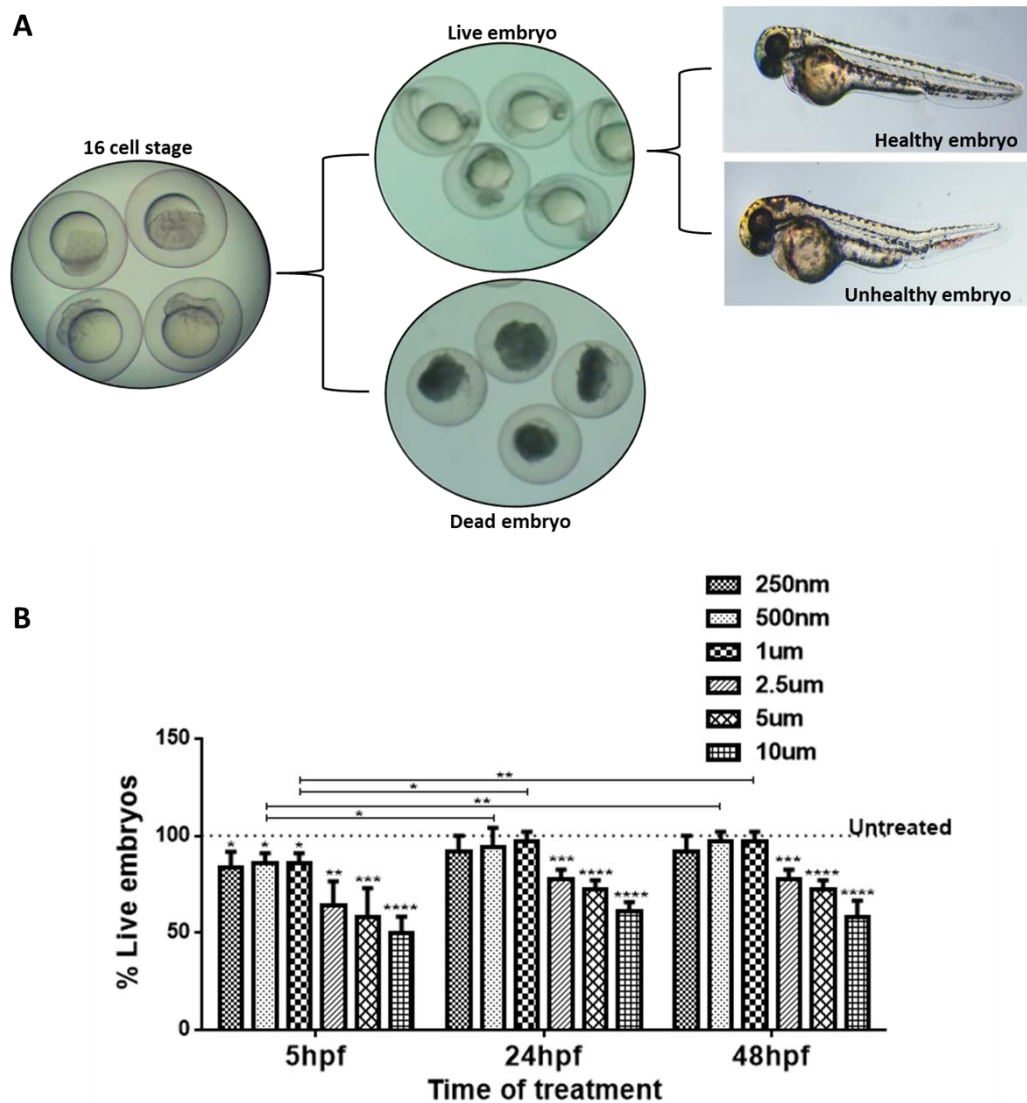 A
Live embryo
16 cell stage
Healthy embryo
Unhealthy embryo
Dead embryo
B
250nm
500nm
1um
2.5um
5um
10um
150
**
*
**
*
100
Untreated
* * * ** *** ****
*** **** ****
*** **** ****
50
0
% Live embryos
5hpf 24hpf 48hpf
Time of treatment